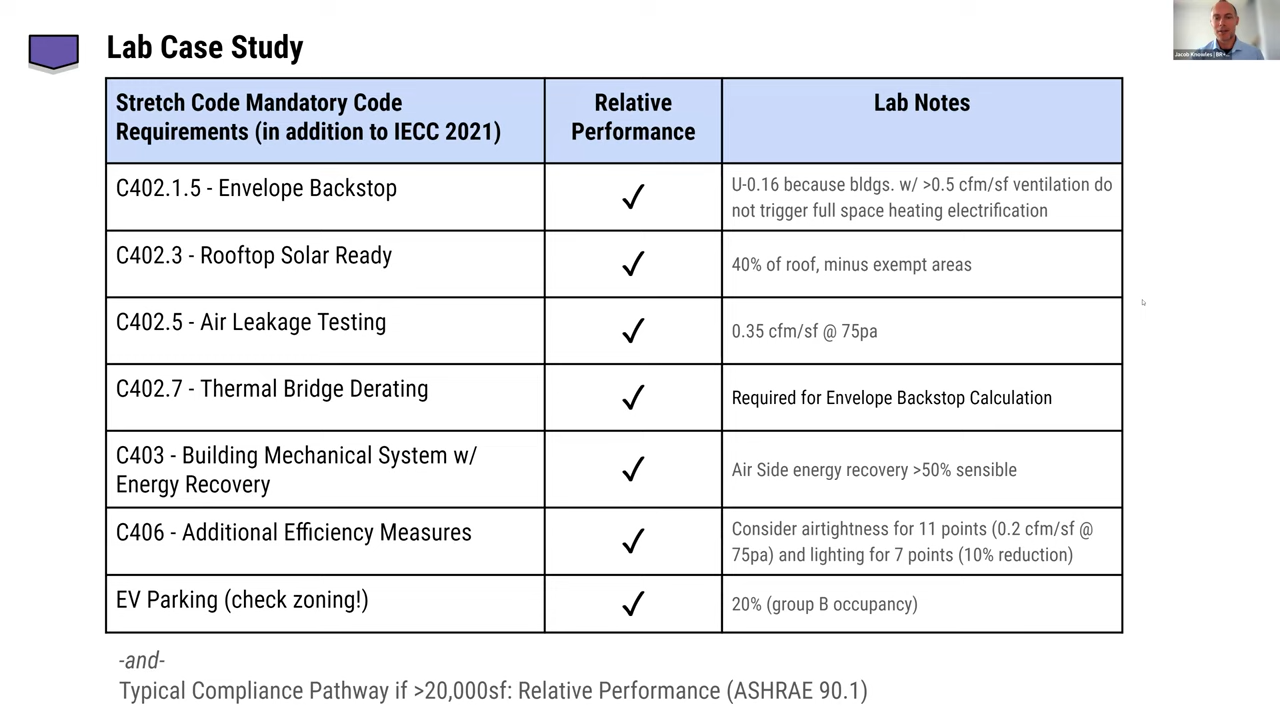 Lab Case Study
Jacob Knowles | BR+...
Stretch Code Mandatory Code
Requirements (in addition to IECC 2021)
Relative
Performance
Lab Notes
C402.1.5 - Envelope Backstop
✓
U-0.16 because bldgs. w/ >0.5 cfm/sf ventilation do
not trigger full space heating electrification
C402.3 - Rooftop Solar Ready
✓
40% of roof, minus exempt areas
C402.5 - Air Leakage Testing
✓
0.35 cfm/sf @ 75pa
C402.7 - Thermal Bridge Derating
✓
Required for Envelope Backstop Calculation
C403 - Building Mechanical System w/
Energy Recovery
✓
Air Side energy recovery >50% sensible
C406 - Additional Efficiency Measures
✓
Consider airtightness for 11 points (0.2 cfm/sf @
75pa) and lighting for 7 points (10% reduction)
EV Parking (check zoning!)
✓
20% (group B occupancy)
-and-
Typical Compliance Pathway if >20,000sf: Relative Performance (ASHRAE 90.1)